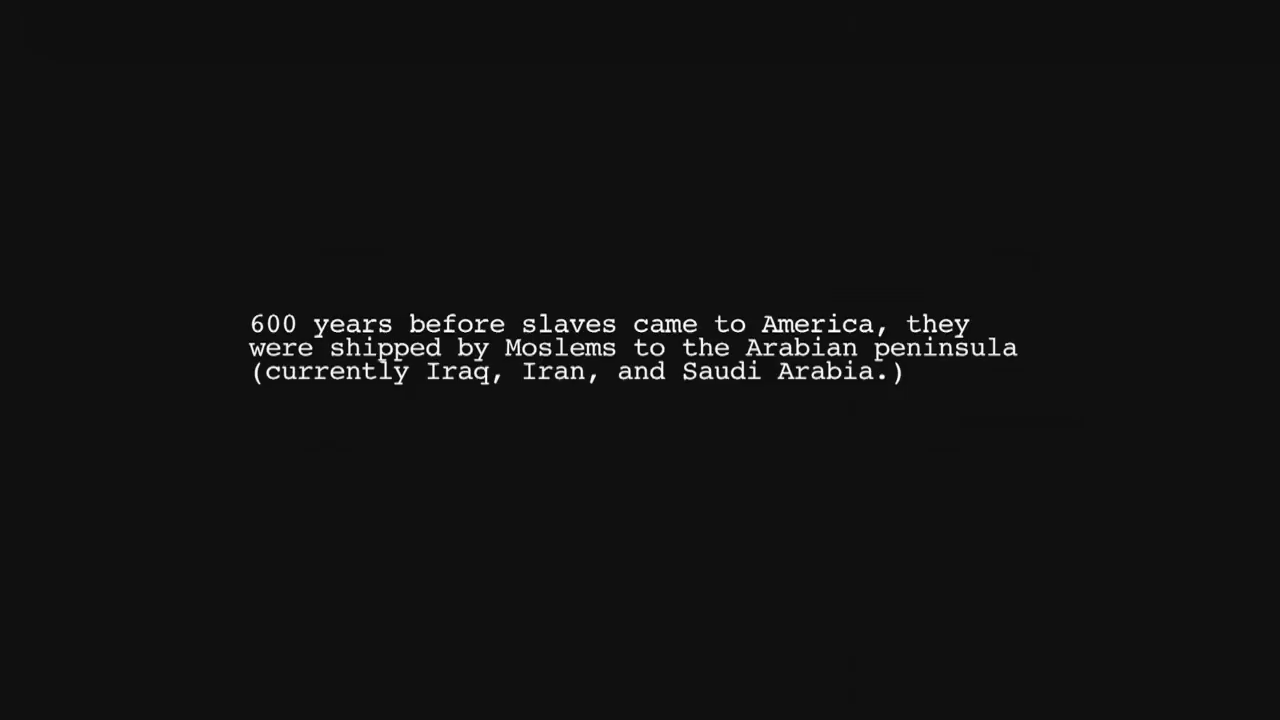 600 years before slaves came to America, they
were shipped by Moslems to the Arabian peninsula
(currently Iraq, Iran, and Saudi Arabia.)